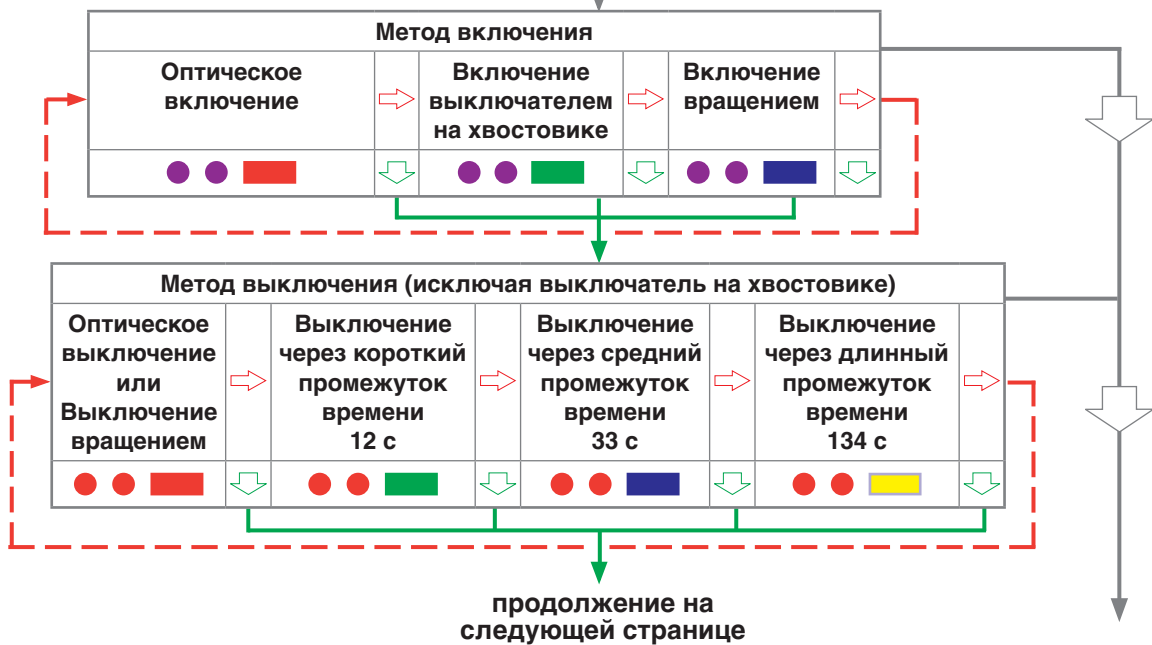 Метод включения
Оптическое
включение
Включение
выключателем
на хвостовике
Включение
вращением
Метод выключения (исключая выключатель на хвостовике)
Оптическое
выключение
или
Выключение
вращением
Выключение
через короткий
промежуток
времени
12 с
Выключение
через средний
промежуток
времени
33 с
Выключение
через длинный
промежуток
времени
134 с
продолжение на
следующей странице